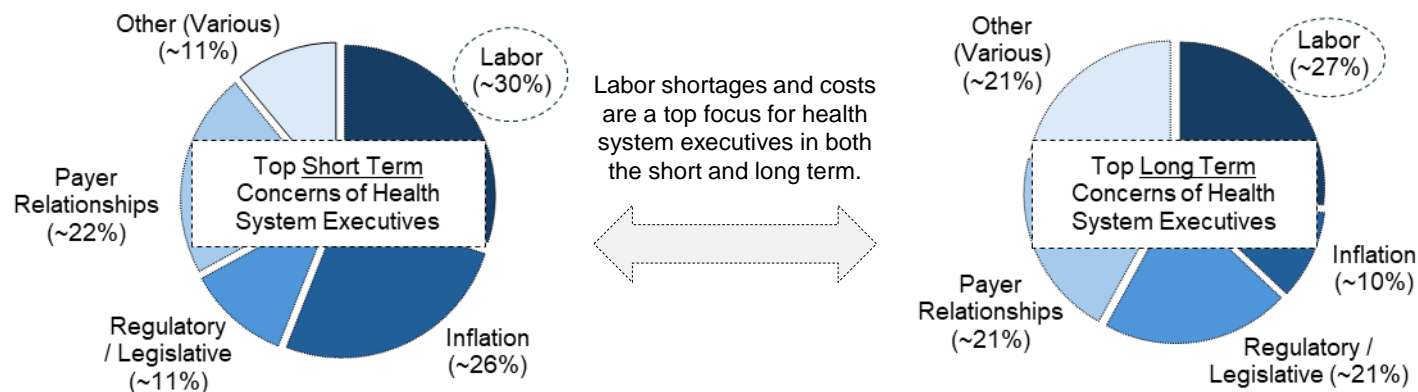 Other (Various)
(~11%)
Labor
(~30%)
Payer
Relationships
(~22%)
Top Short Term
Concerns of Health
System Executives
Regulatory
/ Legislative
(~11%)
Inflation
(~26%)
Labor shortages and costs
are a top focus for health
system executives in both
the short and long term.
Other
(Various)
(~21%)
Labor
(~27%)
Top Long Term
Concerns of Health
System Executives
Inflation
(~10%)
Payer
Relationships
(~21%)
Regulatory /
Legislative (~21%)